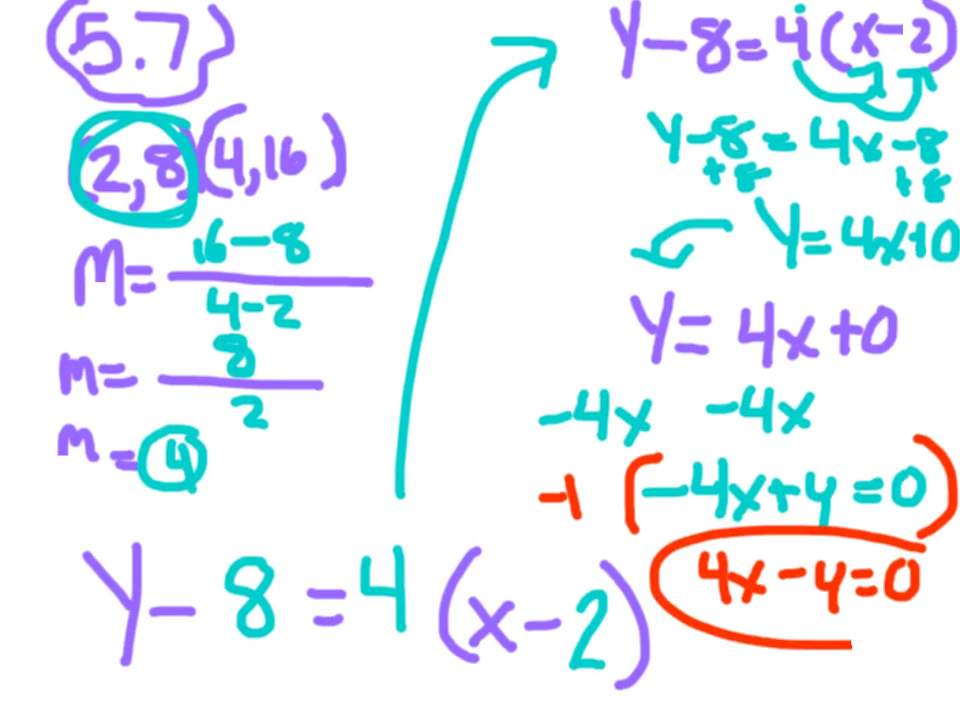 5.7
(2,8)(4,16)
M= 16-8
4-2
m= 8
2
m=4
Y-8=4(x-2)
Y-8=4(x-2)
Y-8=4x-8
+8 +8
Y=4x+0
Y=4x+0
-4x -4x
-1(-4x+y=0)
4x-y=0